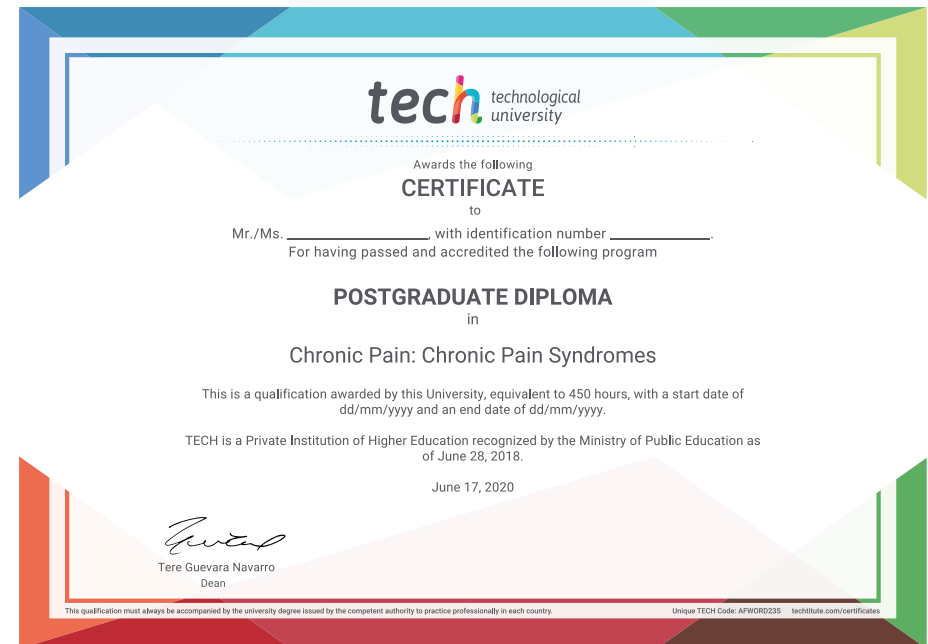 tech technological
university
Awards the following
CERTIFICATE
to
Mr./Ms. ____________________, with identification number ______________.
For having passed and accredited the following program
POSTGRADUATE DIPLOMA
in
Chronic Pain: Chronic Pain Syndromes
This is a qualification awarded by this University, equivalent to 450 hours, with a start date of
dd/mm/yyyy and an end date of dd/mm/yyyy.
TECH is a Private Institution of Higher Education recognized by the Ministry of Public Education as
of June 28, 2018.
June 17, 2020
Tere Guevara Navarro
Dean
This qualification must always be accompanied by the university degree issued by the competent authority to practice professionally in each country. Unique TECH Code: AFWORD23S techtitute.com/certificates